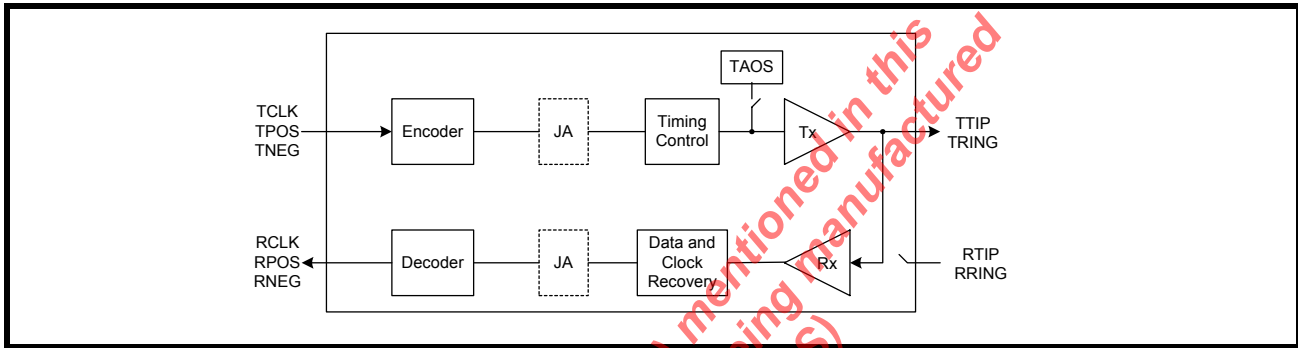 TAOS
TCLK
TPOS
TNEG
Encoder
JA
Timing
Control
Tx
TTIP
TRING
RCLK
RPOS
RNEG
Decoder
JA
Data and
Clock
Recovery
Rx
RTIP
RRING
mentioned in this
ing manufactured
S)